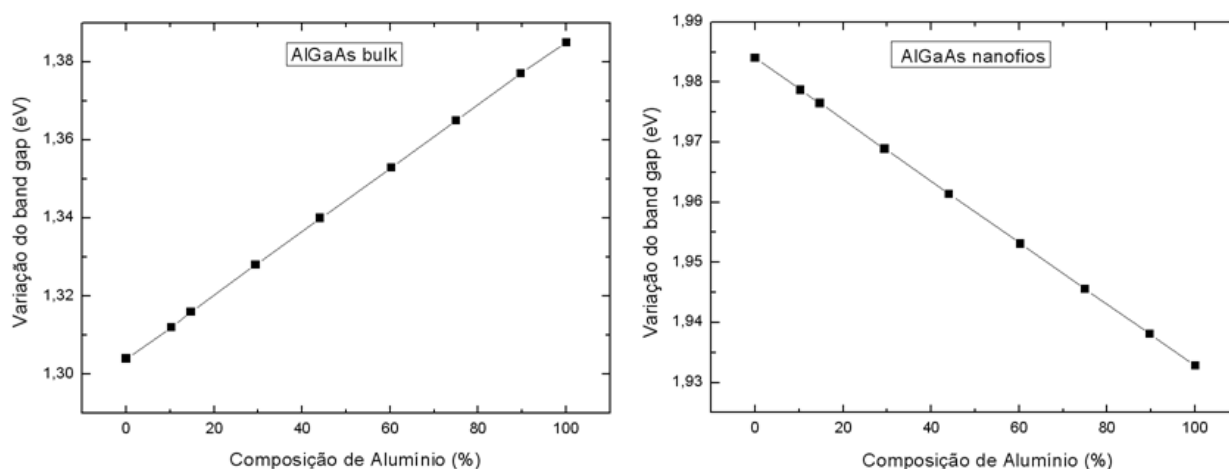 AlGaAs bulk
Variação do band gap (eV)
1,38
1,36
1,34
1,32
1,30
0 20 40 60 80 100
Composição de Alumínio (%)
AlGaAs nanofios
Variação do band gap (eV)
1,99
1,98
1,97
1,96
1,95
1,94
1,93
0 20 40 60 80 100
Composição de Alumínio (%)